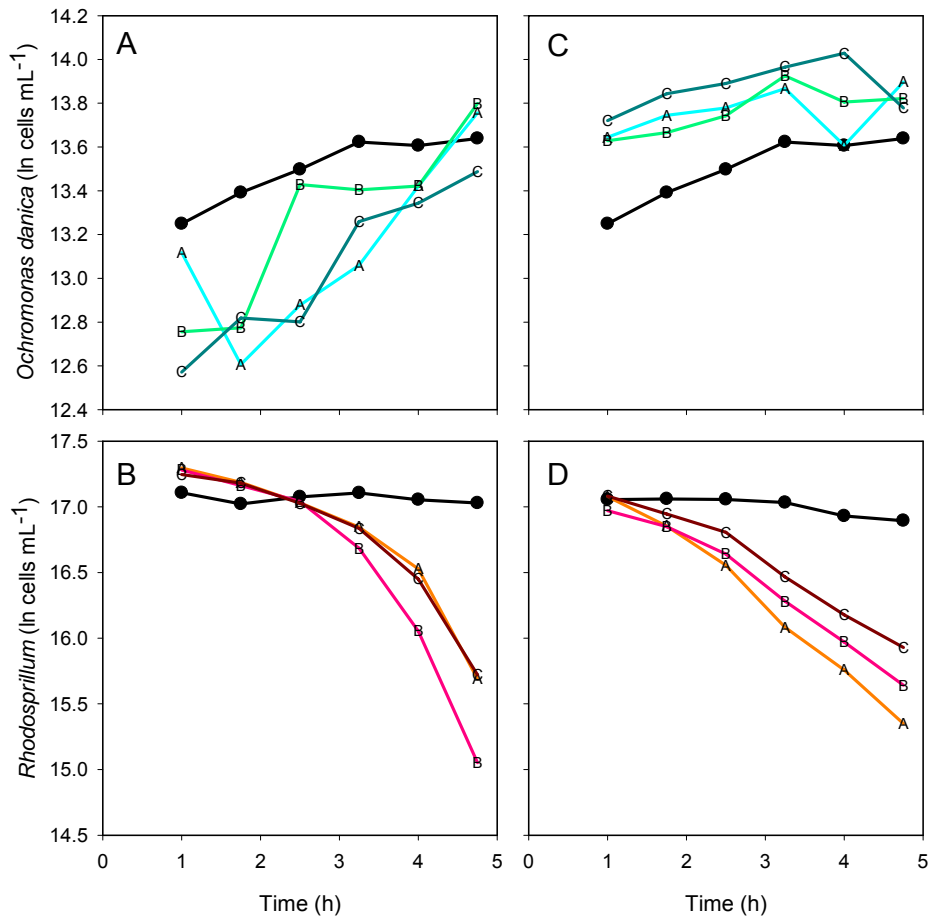 A
C
Ochromonas danica (ln cells mL⁻¹)
14.2
14.0
13.8
13.6
13.4
13.2
13.0
12.8
12.6
12.4
A A A A A A
B B B B B B
C C C C C C
A A A A A A
B B B B B B
C C C C C C
B
D
Rhodosprillum (ln cells mL⁻¹)
17.5
17.0
16.5
16.0
15.5
15.0
14.5
A A A A A A
B B B B B B
C C C C C C
A A A A A A
B B B B B B
C C C C C C
0 1 2 3 4 5
0 1 2 3 4 5
Time (h)
Time (h)